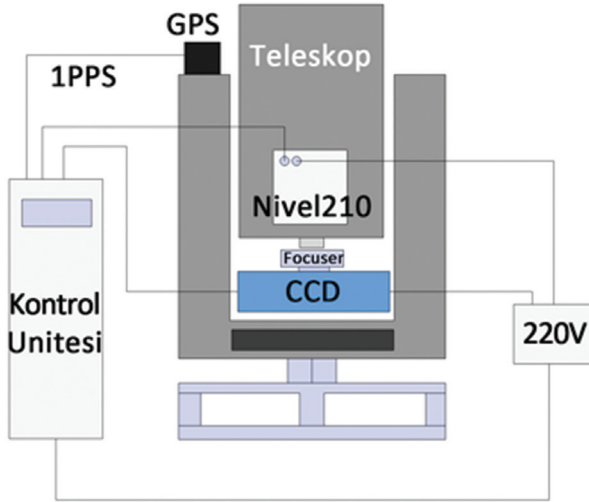 GPS
1PPS
Teleskop
Nivel210
Focuser
CCD
Kontrol
Unitesi
220V